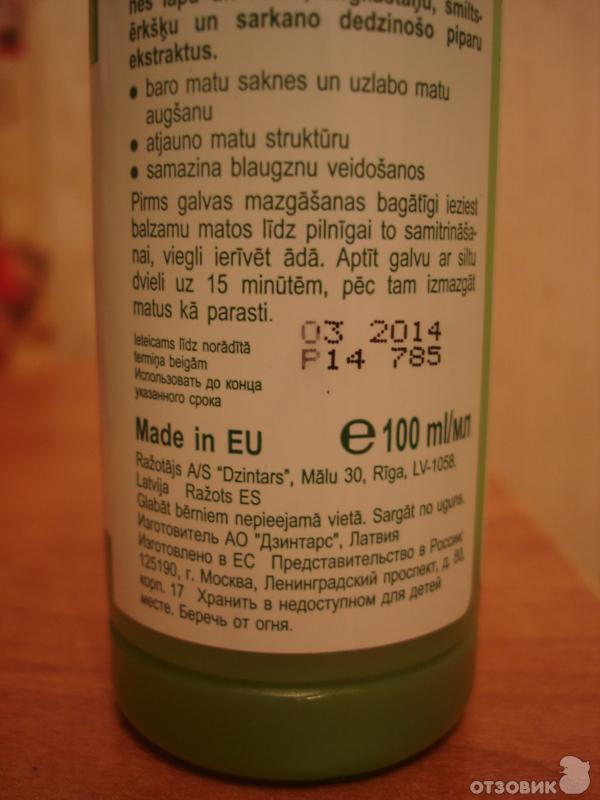 ērkšķu un sarkano dedzinošo piparu
ekstraktus.
• baro matu saknes un uzlabo matu
augšanu
• atjauno matu struktūru
• samazina blaugznu veidošanos
Pirms galvas mazgāšanas bagātīgi ieziest
balzamu matos līdz pilnīgai to samitrināša-
nai, viegli ierīvēt ādā. Aptīt galvu ar siltu
dvieli uz 15 minūtēm, pēc tam izmazgāt
matus kā parasti.
03 2014
P14 785
Ieteicams līdz norādītā
termiņa beigām
Использовать до конца
указанного срока
Made in EU
e 100 ml/мл
Ražotājs A/S "Dzintars", Mālu 30, Rīga, LV-1058.
Latvija Ražots ES
Glabāt bērniem nepieejamā vietā. Sargāt no uguns.
Изготовитель АО "Дзинтарс", Латвия
Изготовлено в ЕС Представительство в России:
125190, г. Москва, Ленинградский проспект, д. 80,
корп. 17 Хранить в недоступном для детей
месте. Беречь от огня.
ОТЗОВИК